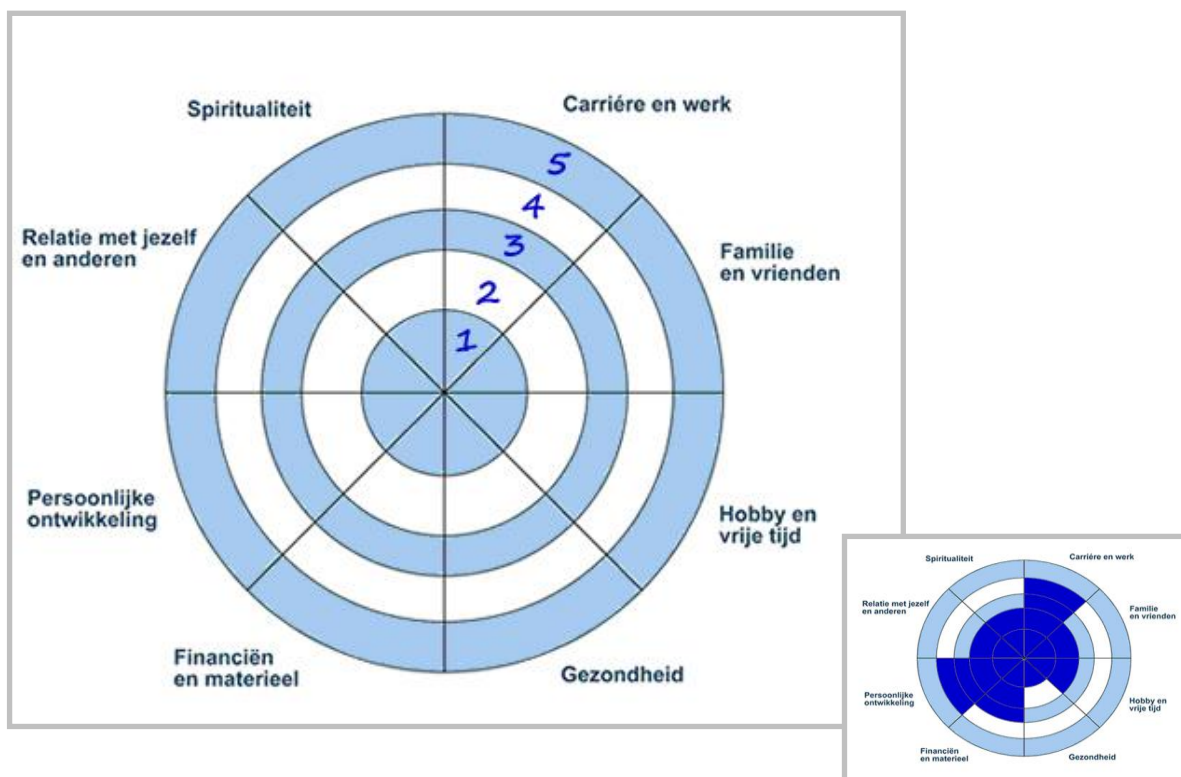 Spiritualiteit
Carriére en werk
5
4
3
2
1
Relatie met jezelf
en anderen
Familie
en vrienden
Persoonlijke
ontwikkeling
Hobby en
vrije tijd
Financiën
en materieel
Gezondheid
Spiritualiteit
Carriére en werk
Relatie met jezelf
en anderen
Familie
en vrienden
Persoonlijke
ontwikkeling
Hobby en
vrije tijd
Financiën
en materieel
Gezondheid